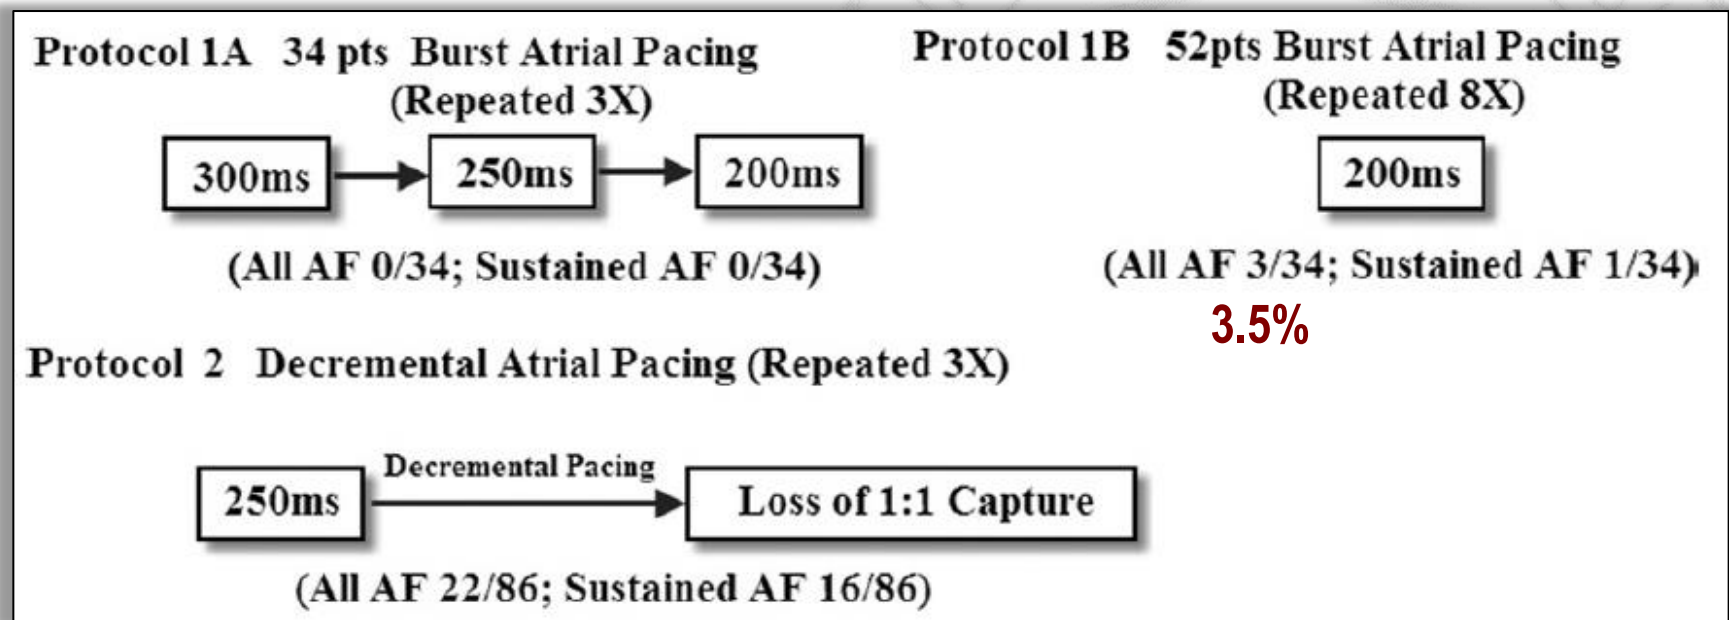 Protocol 1A 34 pts Burst Atrial Pacing
(Repeated 3X)
300ms
250ms
200ms
(All AF 0/34; Sustained AF 0/34)
Protocol 1B 52pts Burst Atrial Pacing
(Repeated 8X)
200ms
(All AF 3/34; Sustained AF 1/34)
3.5%
Protocol 2 Decremental Atrial Pacing (Repeated 3X)
250ms
Decremental Pacing
Loss of 1:1 Capture
(All AF 22/86; Sustained AF 16/86)